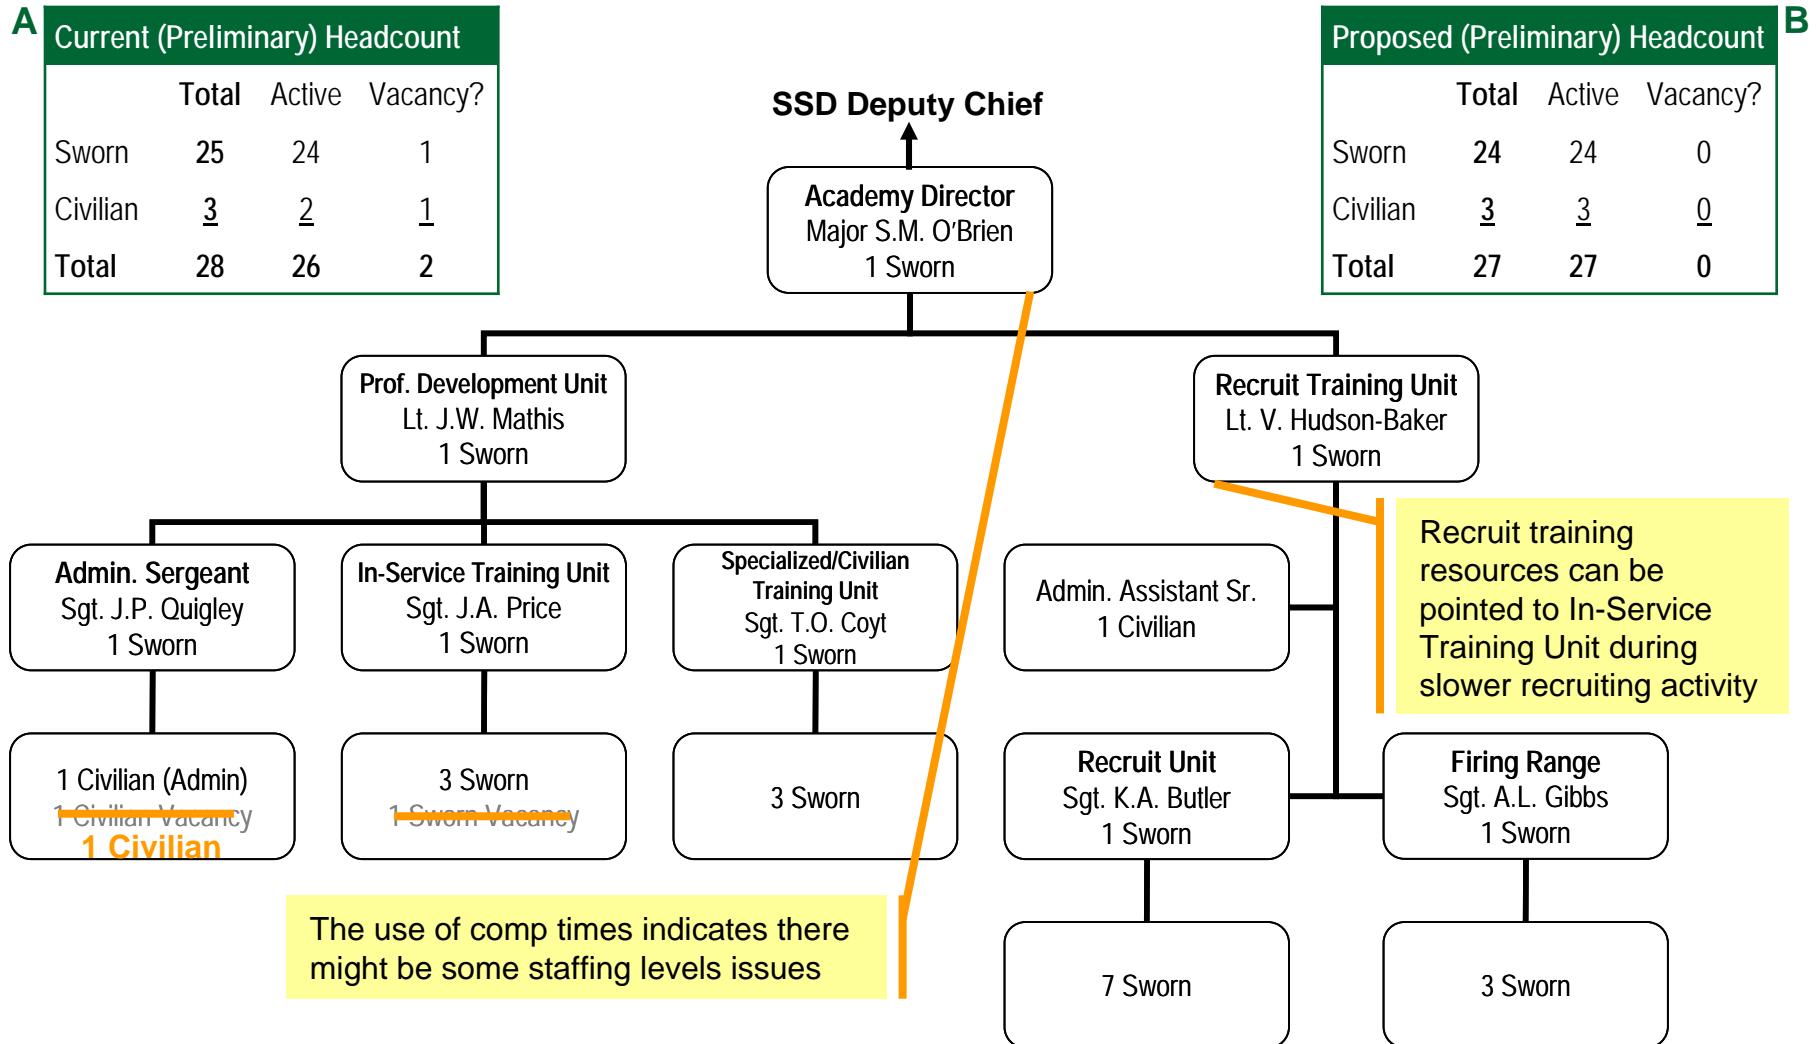 A
Current (Preliminary) Headcount
Total Active Vacancy?
Sworn 25 24 1
Civilian 3 2 1
Total 28 26 2
B
Proposed (Preliminary) Headcount
Total Active Vacancy?
Sworn 24 24 0
Civilian 3 3 0
Total 27 27 0
SSD Deputy Chief
Academy Director
Major S.M. O'Brien
1 Sworn
Prof. Development Unit
Lt. J.W. Mathis
1 Sworn
Recruit Training Unit
Lt. V. Hudson-Baker
1 Sworn
Admin. Sergeant
Sgt. J.P. Quigley
1 Sworn
In-Service Training Unit
Sgt. J.A. Price
1 Sworn
Specialized/Civilian
Training Unit
Sgt. T.O. Coyt
1 Sworn
Admin. Assistant Sr.
1 Civilian
Recruit training
resources can be
pointed to In-Service
Training Unit during
slower recruiting activity
1 Civilian (Admin)
1 Civilian Vacancy
1 Civilian
3 Sworn
1 Sworn Vacancy
3 Sworn
Recruit Unit
Sgt. K.A. Butler
1 Sworn
Firing Range
Sgt. A.L. Gibbs
1 Sworn
The use of comp times indicates there
might be some staffing levels issues
7 Sworn
3 Sworn